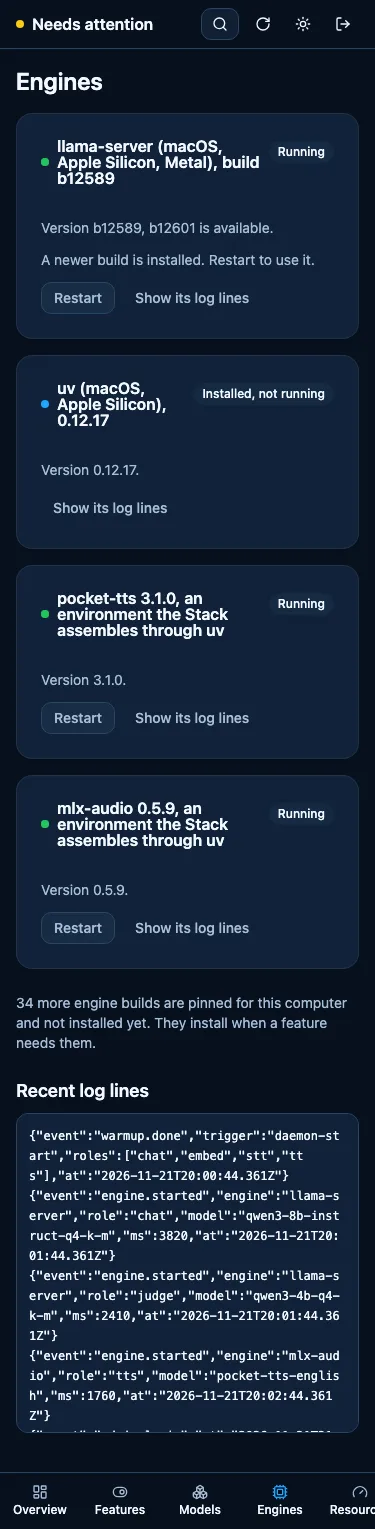 Needs attention
Engines
llama-server (macOS,
Apple Silicon, Metal), build
b12589
Running
Version b12589, b12601 is available.
A newer build is installed. Restart to use it.
Restart
Show its log lines
uv (macOS,
Apple Silicon),
0.12.17
Installed, not running
Version 0.12.17.
Show its log lines
pocket-tts 3.1.0, an
environment the Stack
assembles through uv
Running
Version 3.1.0.
Restart
Show its log lines
mlx-audio 0.5.9, an
environment the Stack
assembles through uv
Running
Version 0.5.9.
Restart
Show its log lines
34 more engine builds are pinned for this computer
and not installed yet. They install when a feature
needs them.
Recent log lines
{"event":"warmup.done","trigger":"daemon-st
art","roles":["chat","embed","stt","tt
s"],"at":"2026-11-21T20:00:44.361Z"}
{"event":"engine.started","engine":"llama-s
erver","role":"chat","model":"qwen3-8b-inst
ruct-q4-k-m","ms":3820,"at":"2026-11-21T20:
01:44.361Z"}
{"event":"engine.started","engine":"llama-s
erver","role":"judge","model":"qwen3-4b-q4-
k-m","ms":2410,"at":"2026-11-21T20:01:44.36
1Z"}
{"event":"engine.started","engine":"mlx-aud
io","role":"tts","model":"pocket-tts-englis
h","ms":1760,"at":"2026-11-21T20:02:44.361
Z"}
Overview
Features
Models
Engines
Resourc